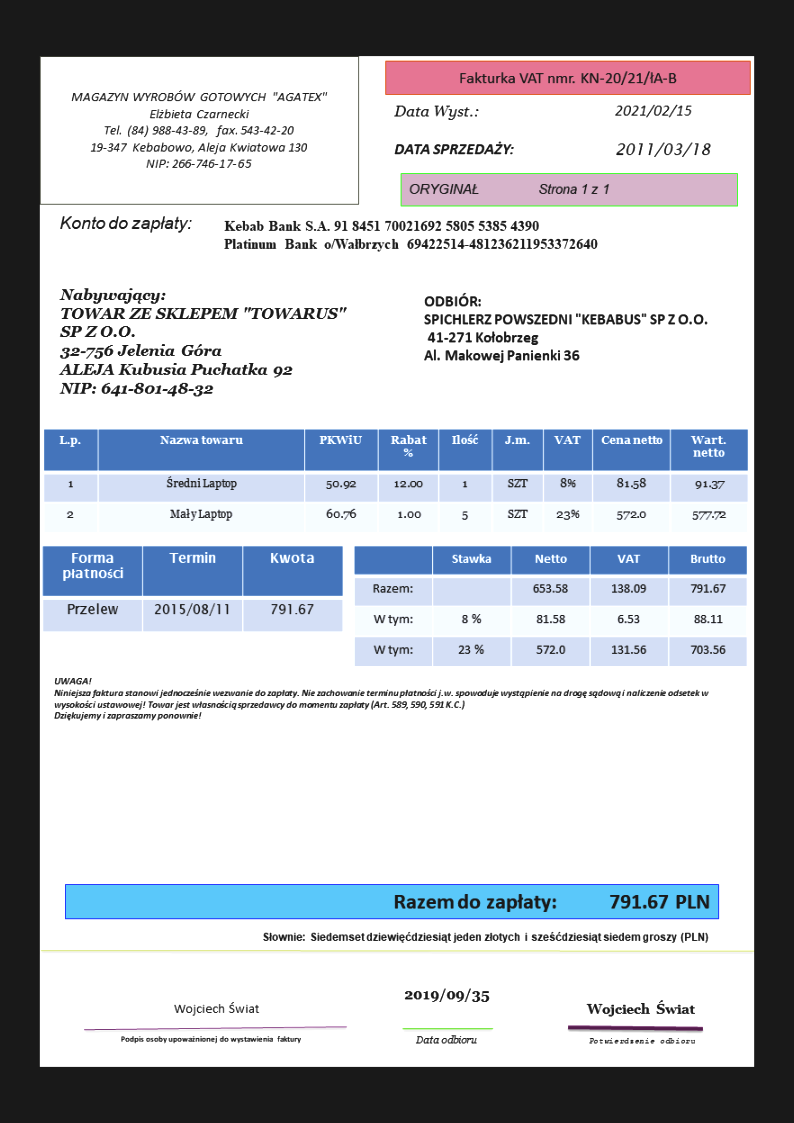 MAGAZYN WYROBÓW GOTOWYCH "AGATEX"
Elżbieta Czarnecki
Tel. (84) 988-43-89, fax. 543-42-20
19-347 Kebabowo, Aleja Kwiatowa 130
NIP: 266-746-17-65
Fakturka VAT nmr. KN-20/21/łA-B
Data Wyst.: 2021/02/15
DATA SPRZEDAŻY: 2011/03/18
ORYGINAŁ Strona 1 z 1
Konto do zapłaty: Kebab Bank S.A. 91 8451 70021692 5805 5385 4390
Platinum Bank o/Wałbrzych 69422514-481236211953372640
Nabywający:
TOWAR ZE SKLEPEM "TOWARUS"
SP Z O.O.
32-756 Jelenia Góra
ALEJA Kubusia Puchatka 92
NIP: 641-801-48-32
ODBIÓR:
SPICHLERZ POWSZEDNI "KEBABUS" SP Z O.O.
41-271 Kołobrzeg
Al. Makowej Panienki 36
L.p. Nazwa towaru PKWiU Rabat % Ilość J.m. VAT Cena netto Wart. netto
1 Średni Laptop 50.92 12.00 1 SZT 8% 81.58 91.37
2 Mały Laptop 60.76 1.00 5 SZT 23% 572.0 577.72
Forma płatności Termin Kwota
Przelew 2015/08/11 791.67
Stawka Netto VAT Brutto
Razem: 653.58 138.09 791.67
W tym: 8 % 81.58 6.53 88.11
W tym: 23 % 572.0 131.56 703.56
UWAGA!
Niniejsza faktura stanowi jednocześnie wezwanie do zapłaty. Nie zachowanie terminu płatności j.w. spowoduje wystąpienie na drogę sądową i naliczenie odsetek w
wysokości ustawowej! Towar jest własnością sprzedawcy do momentu zapłaty (Art. 589, 590, 591 K.C.)
Dziękujemy i zapraszamy ponownie!
Razem do zapłaty: 791.67 PLN
Słownie: Siedemset dziewięćdziesiąt jeden złotych i sześćdziesiąt siedem groszy (PLN)
Wojciech Świat
Podpis osoby upoważnionej do wystawienia faktury
2019/09/35
Data odbioru
Wojciech Świat
Potwierdzenie odbioru